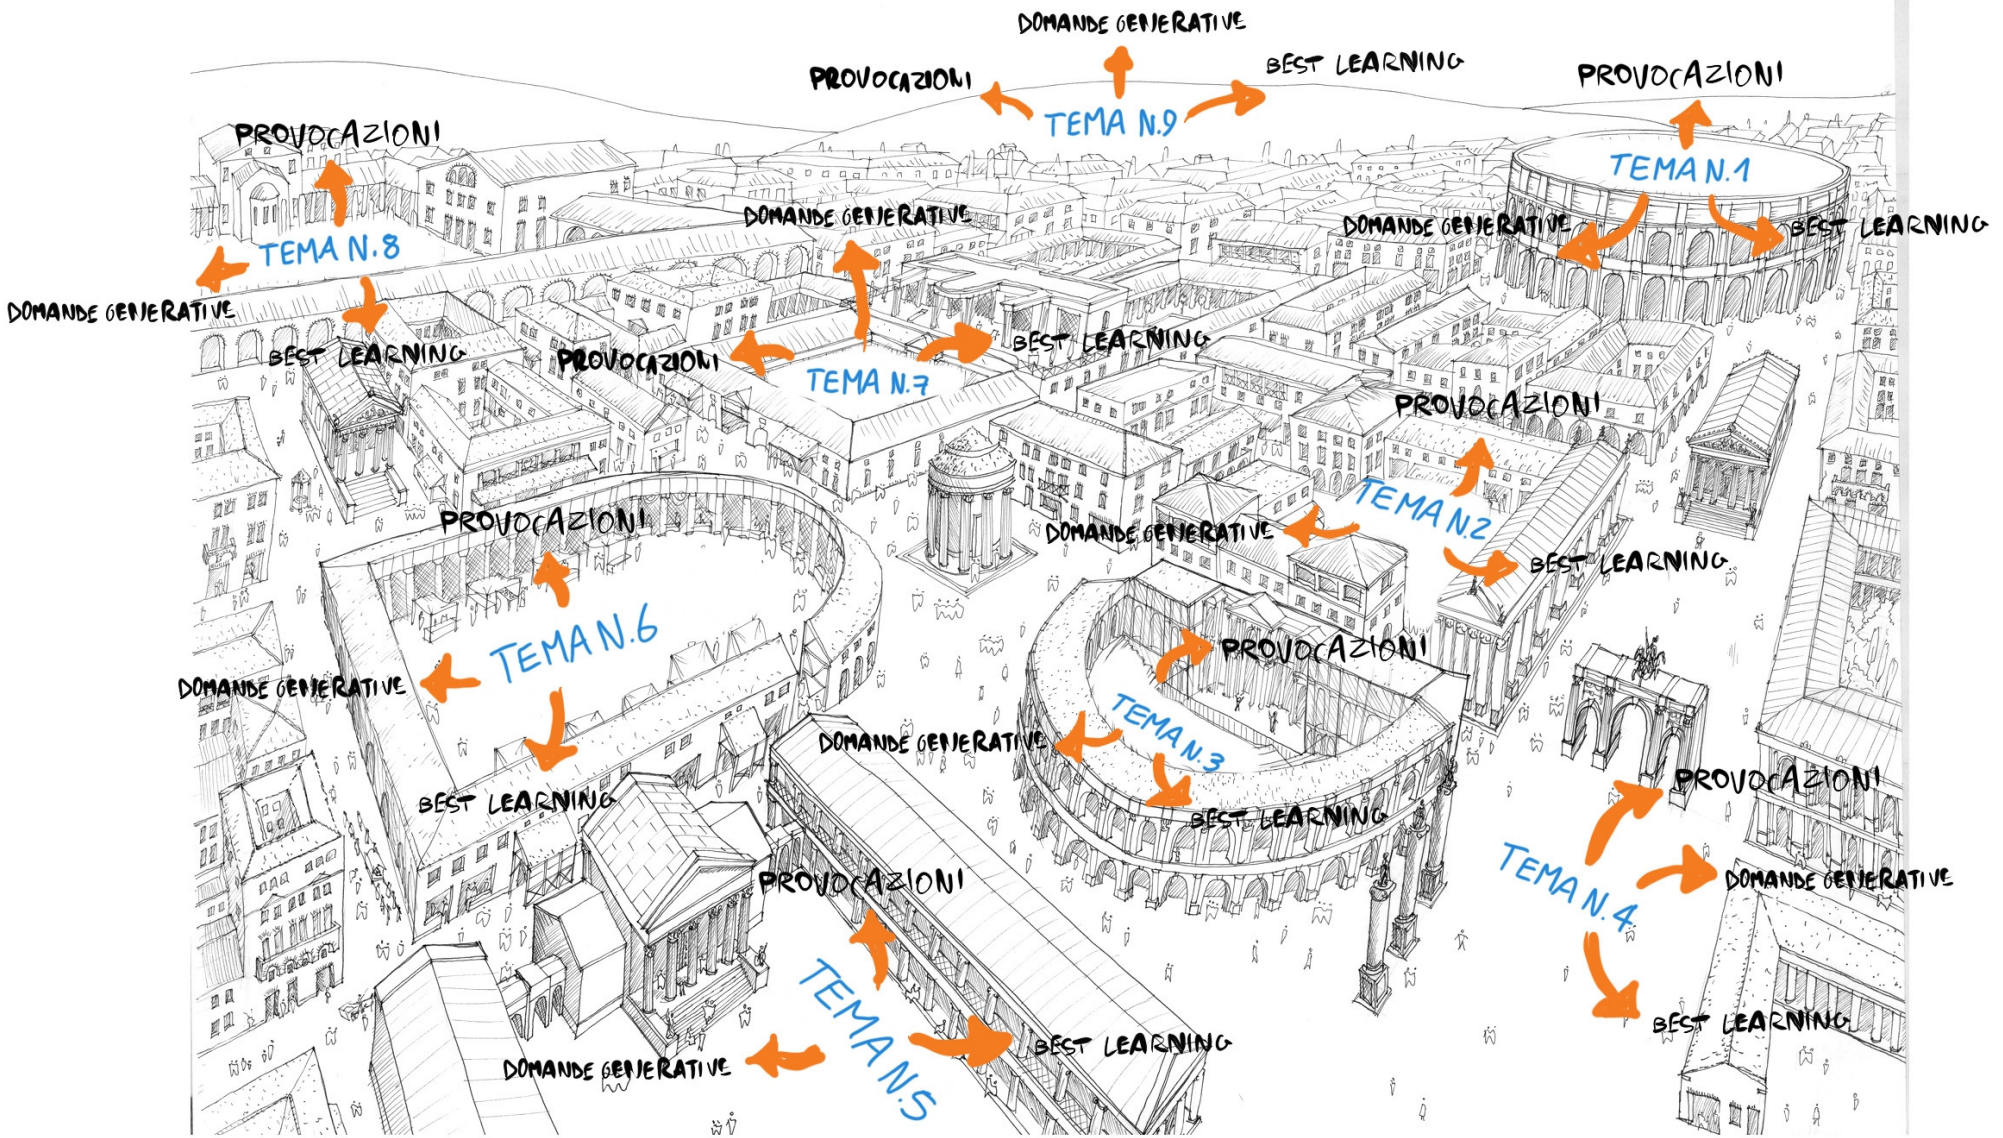 DOMANDE GENERATIVE
PROVOCAZIONI
BEST LEARNING
TEMA N.9
PROVOCAZIONI
TEMA N.1
DOMANDE GENERATIVE
BEST LEARNING
PROVOCAZIONI
TEMA N.8
DOMANDE GENERATIVE
BEST LEARNING
DOMANDE GENERATIVE
PROVOCAZIONI
BEST LEARNING
TEMA N.7
PROVOCAZIONI
TEMA N.2
DOMANDE GENERATIVE
BEST LEARNING
PROVOCAZIONI
TEMA N.6
DOMANDE GENERATIVE
BEST LEARNING
PROVOCAZIONI
TEMA N.3
DOMANDE GENERATIVE
BEST LEARNING
PROVOCAZIONI
TEMA N.4
DOMANDE GENERATIVE
BEST LEARNING
PROVOCAZIONI
TEMA N.5
DOMANDE GENERATIVE
BEST LEARNING